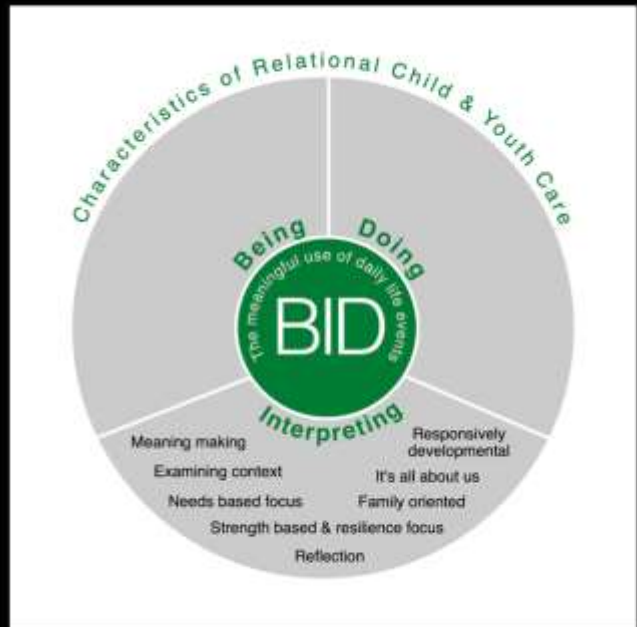 Characteristics of Relational Child & Youth Care
Being
Doing
The meaningful use of daily life events
BID
Interpreting
Meaning making
Responsively
developmental
Examining context
It's all about us
Needs based focus
Family oriented
Strength based & resilience focus
Reflection